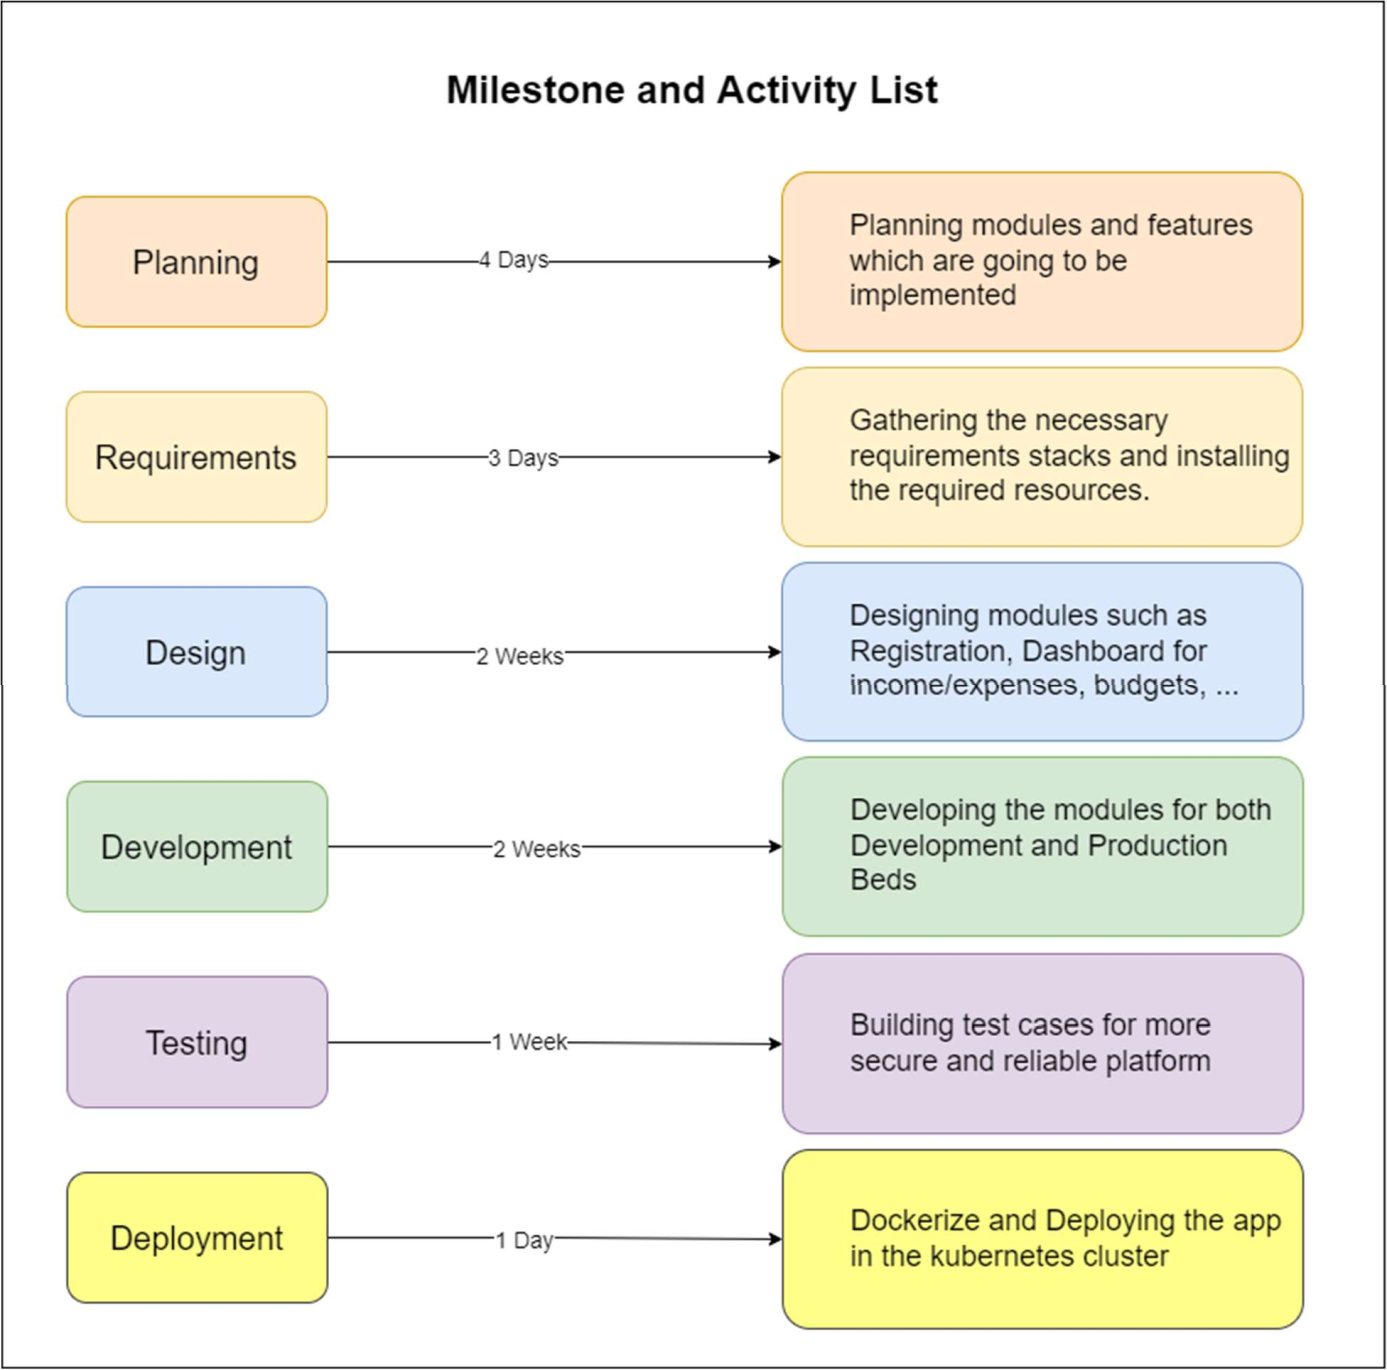 Milestone and Activity List
Planning
4 Days
Planning modules and features
which are going to be
implemented
Requirements
3 Days
Gathering the necessary
requirements stacks and installing
the required resources.
Design
2 Weeks
Designing modules such as
Registration, Dashboard for
income/expenses, budgets, ...
Development
2 Weeks
Developing the modules for both
Development and Production
Beds
Testing
1 Week
Building test cases for more
secure and reliable platform
Deployment
1 Day
Dockerize and Deploying the app
in the kubernetes cluster